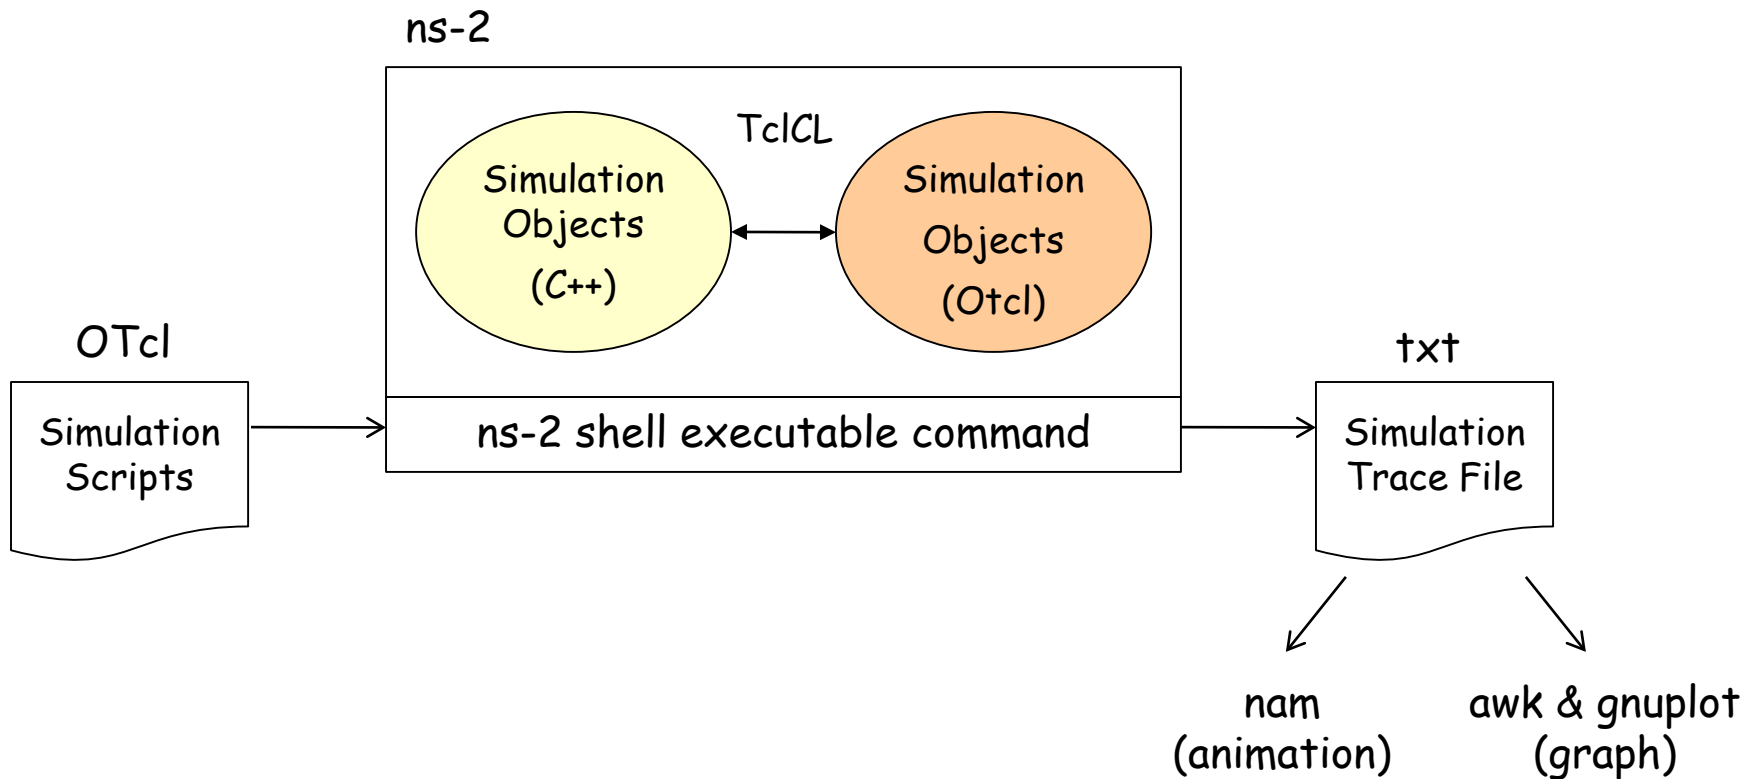 ns-2
TclCL
Simulation
Objects
(C++)
Simulation
Objects
(Otcl)
OTcl
Simulation
Scripts
ns-2 shell executable command
txt
Simulation
Trace File
nam
(animation)
awk & gnuplot
(graph)